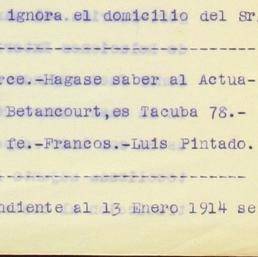 ignora el domicilio del Sr.
---------------------------
rce.-Hagase saber al Actua-
Betancourt,es Tacuba 78.-
fe.-Francos.-Luis Pintado.
---------------------------
ndiente al 13 Enero 1914 se